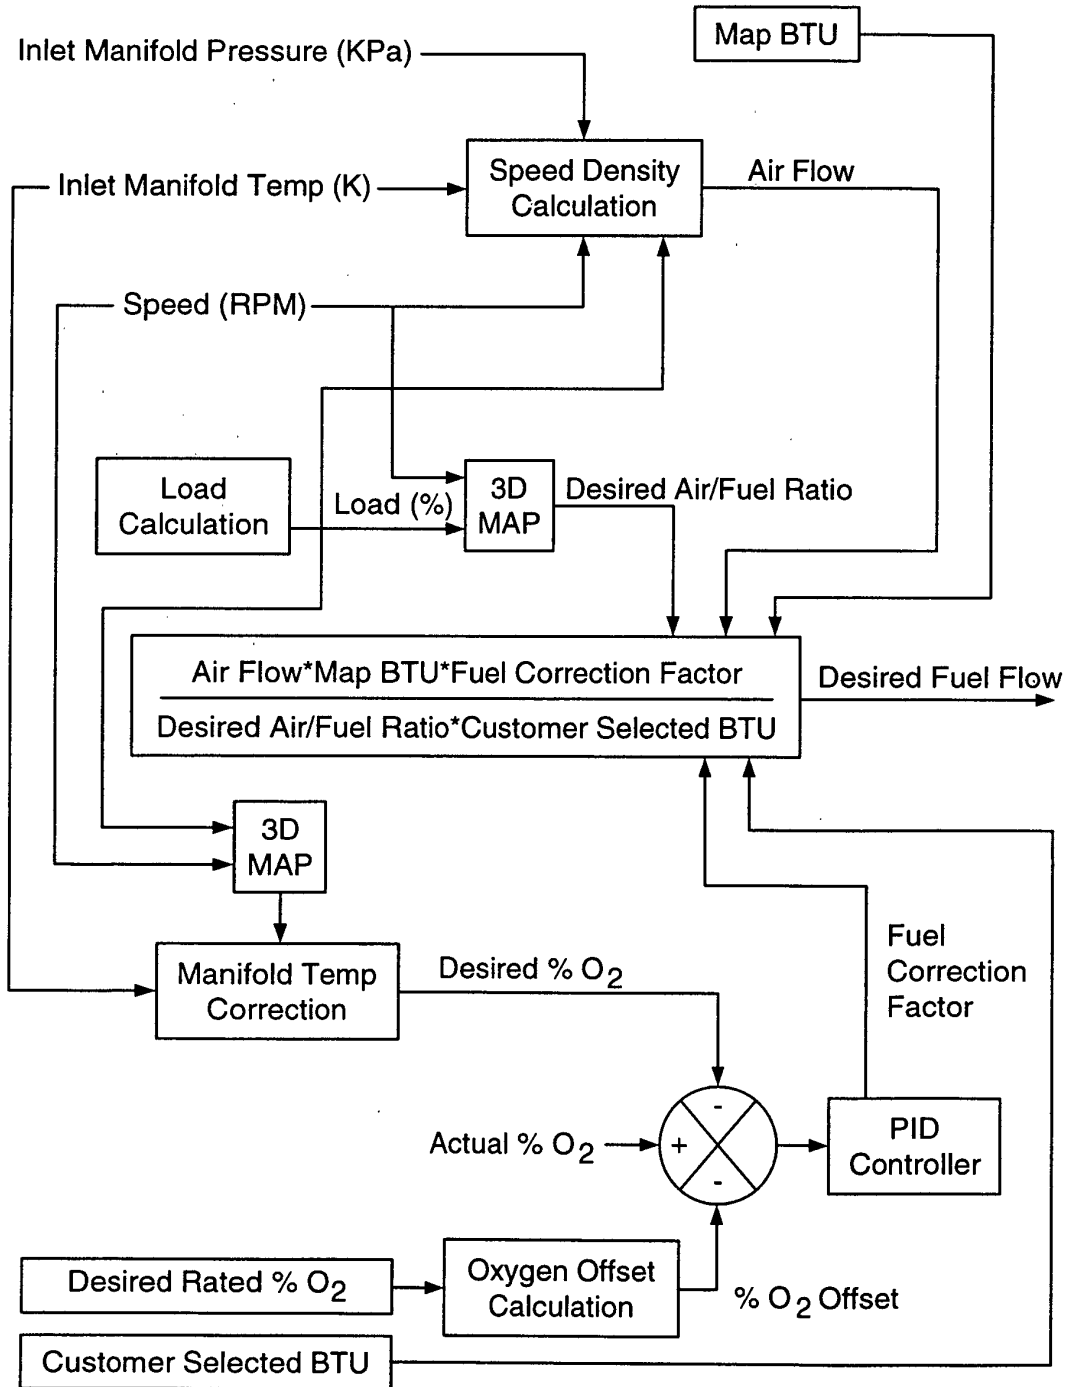 Map BTU
Inlet Manifold Pressure (KPa)
Inlet Manifold Temp (K)
Speed Density
Calculation
Air Flow
Speed (RPM)
Load
Calculation
Load (%)
3D
MAP
Desired Air/Fuel Ratio
Air Flow*Map BTU*Fuel Correction Factor
Desired Air/Fuel Ratio*Customer Selected BTU
Desired Fuel Flow
3D
MAP
Manifold Temp
Correction
Desired % O2
Fuel
Correction
Factor
-
Actual % O2
+
-
PID
Controller
Desired Rated % O2
Oxygen Offset
Calculation
% O2 Offset
Customer Selected BTU